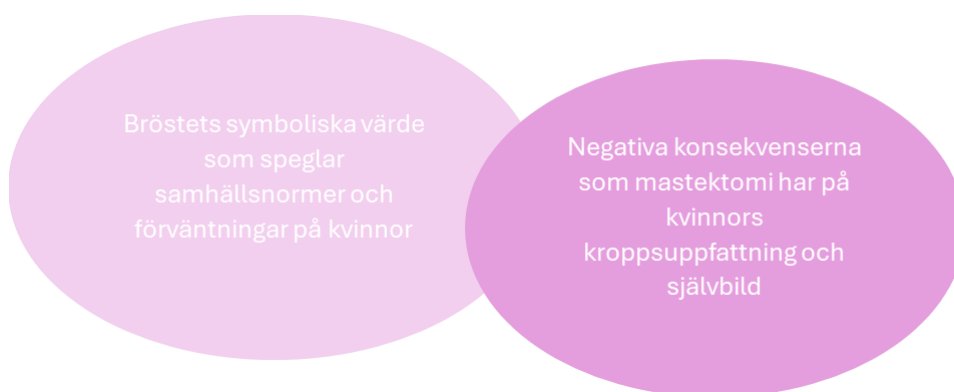 Bröstets symboliska värde
som speglar
samhällsnormer och
förväntningar på kvinnor
Negativa konsekvenserna
som mastektomi har på
kvinnors
kroppsuppfattning och
självbild